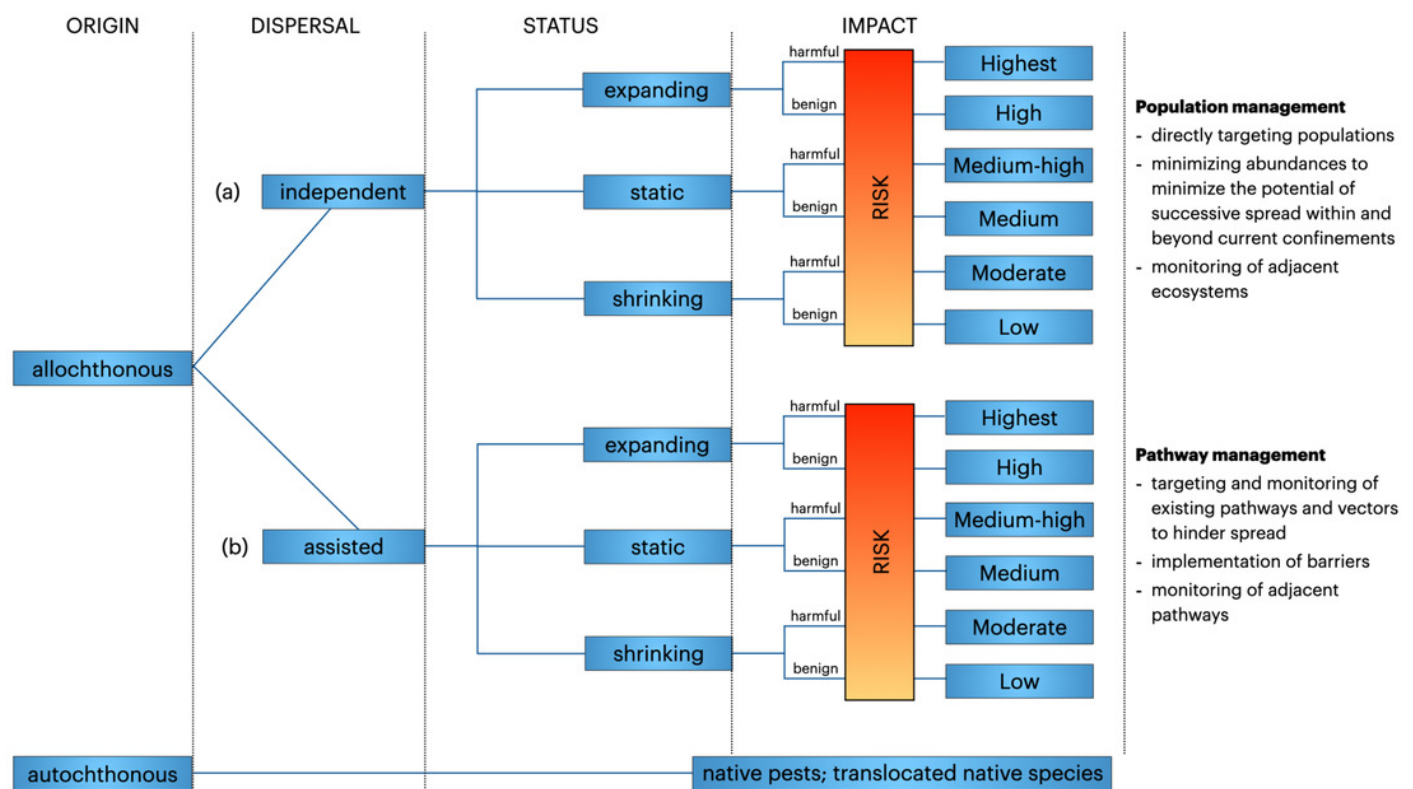 ORIGIN
DISPERSAL
STATUS
IMPACT
allochthonous
(a)
independent
expanding
harmful
benign
static
harmful
benign
shrinking
harmful
benign
RISK
Highest
High
Medium-high
Medium
Moderate
Low
Population management
- directly targeting populations
- minimizing abundances to
minimize the potential of
successive spread within and
beyond current confinements
- monitoring of adjacent
ecosystems
(b)
assisted
expanding
harmful
benign
static
harmful
benign
shrinking
harmful
benign
RISK
Highest
High
Medium-high
Medium
Moderate
Low
Pathway management
- targeting and monitoring of
existing pathways and vectors
to hinder spread
- implementation of barriers
- monitoring of adjacent
pathways
autochthonous
native pests; translocated native species